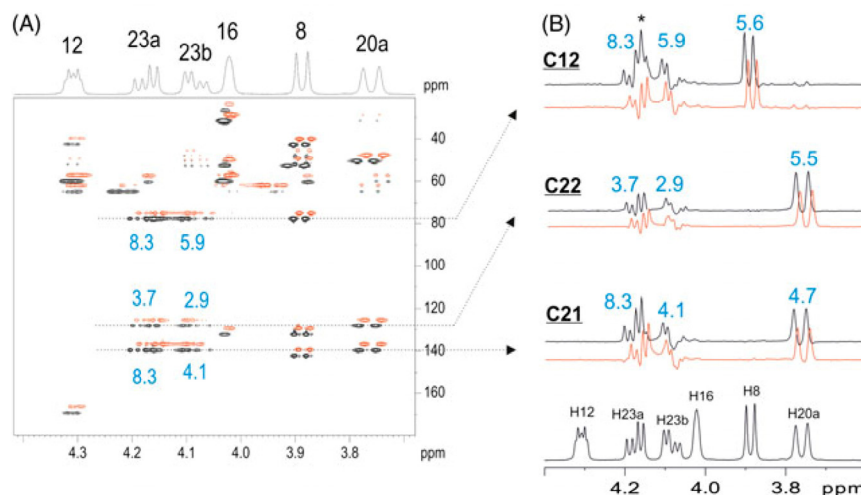 (A)
12 23a 23b 16 8 20a
ppm
40
60
80
100
120
140
160
8.3 5.9
3.7 2.9
8.3 4.1
4.3 4.2 4.1 4.0 3.9 3.8 ppm
(B)
* 5.6
8.3 5.9
C12
5.5
3.7 2.9
C22
8.3 4.1 4.7
C21
H12 H23a H23b H16 H8 H20a
4.2 4.0 3.8 ppm